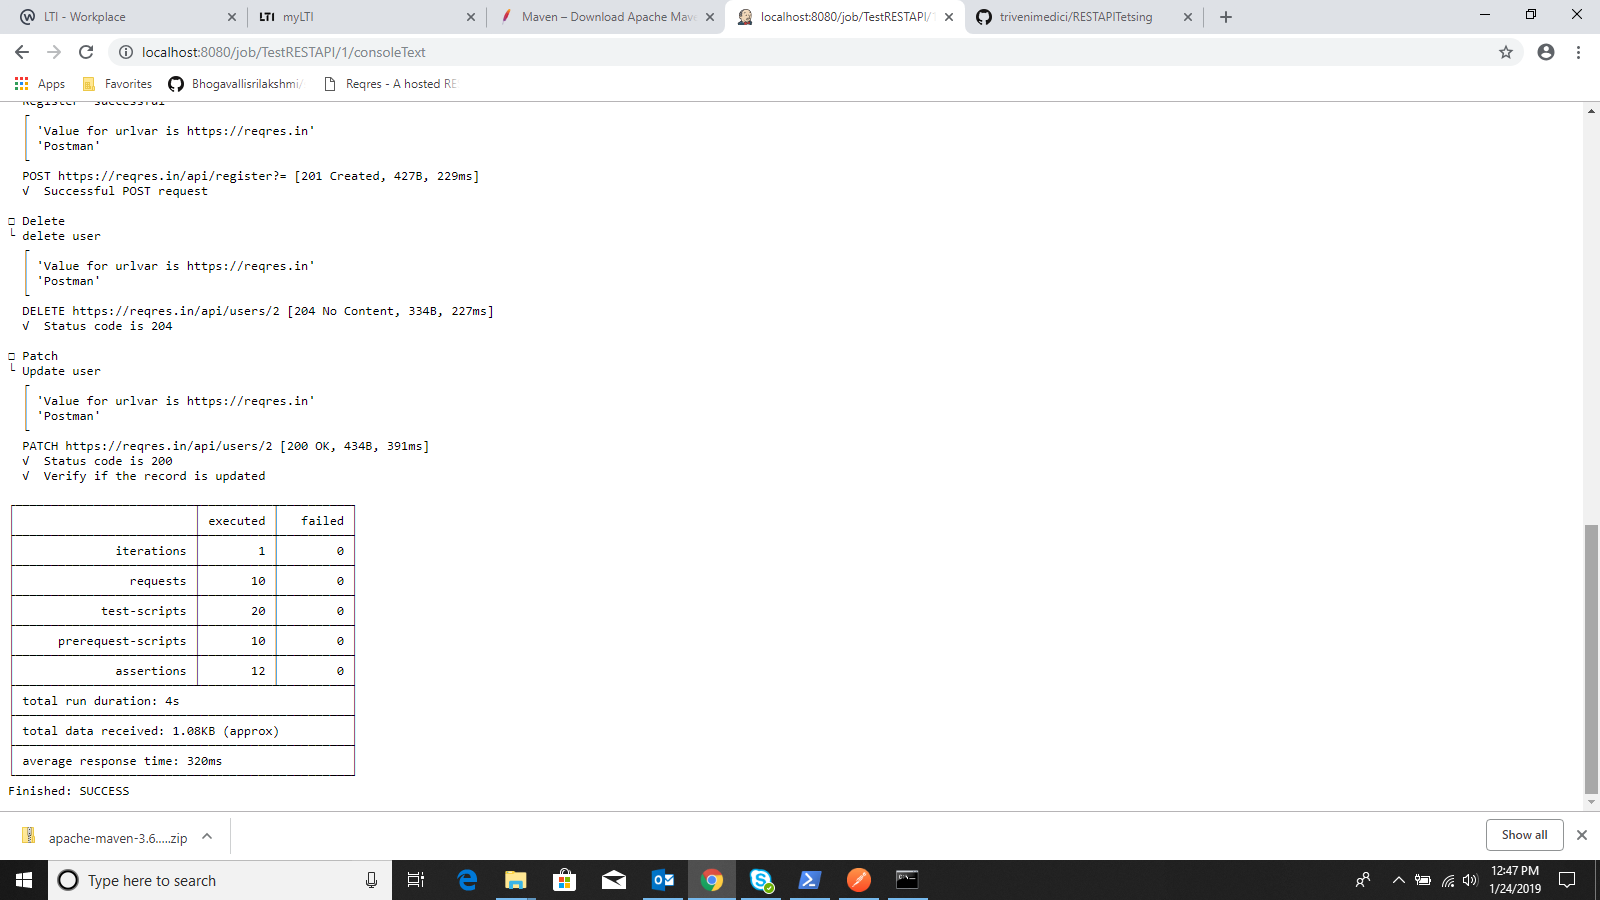 LTI - Workplace
LTI myLTI
Maven – Download Apache Mav
localhost:8080/job/TestRESTAPI/1
trivenimedici/RESTAPITetsing
localhost:8080/job/TestRESTAPI/1/consoleText
Apps
Favorites
Bhogavallisrilakshmi/
Reqres - A hosted RE
Register - successful
'Value for urlvar is https://reqres.in'
'Postman'
POST https://reqres.in/api/register?= [201 Created, 427B, 229ms]
√ Successful POST request
□ Delete
└ delete user
'Value for urlvar is https://reqres.in'
'Postman'
DELETE https://reqres.in/api/users/2 [204 No Content, 334B, 227ms]
√ Status code is 204
□ Patch
└ Update user
'Value for urlvar is https://reqres.in'
'Postman'
PATCH https://reqres.in/api/users/2 [200 OK, 434B, 391ms]
√ Status code is 200
√ Verify if the record is updated
executed failed
iterations 1 0
requests 10 0
test-scripts 20 0
prerequest-scripts 10 0
assertions 12 0
total run duration: 4s
total data received: 1.08KB (approx)
average response time: 320ms
Finished: SUCCESS
apache-maven-3.6.....zip
Show all
Type here to search
12:47 PM
1/24/2019